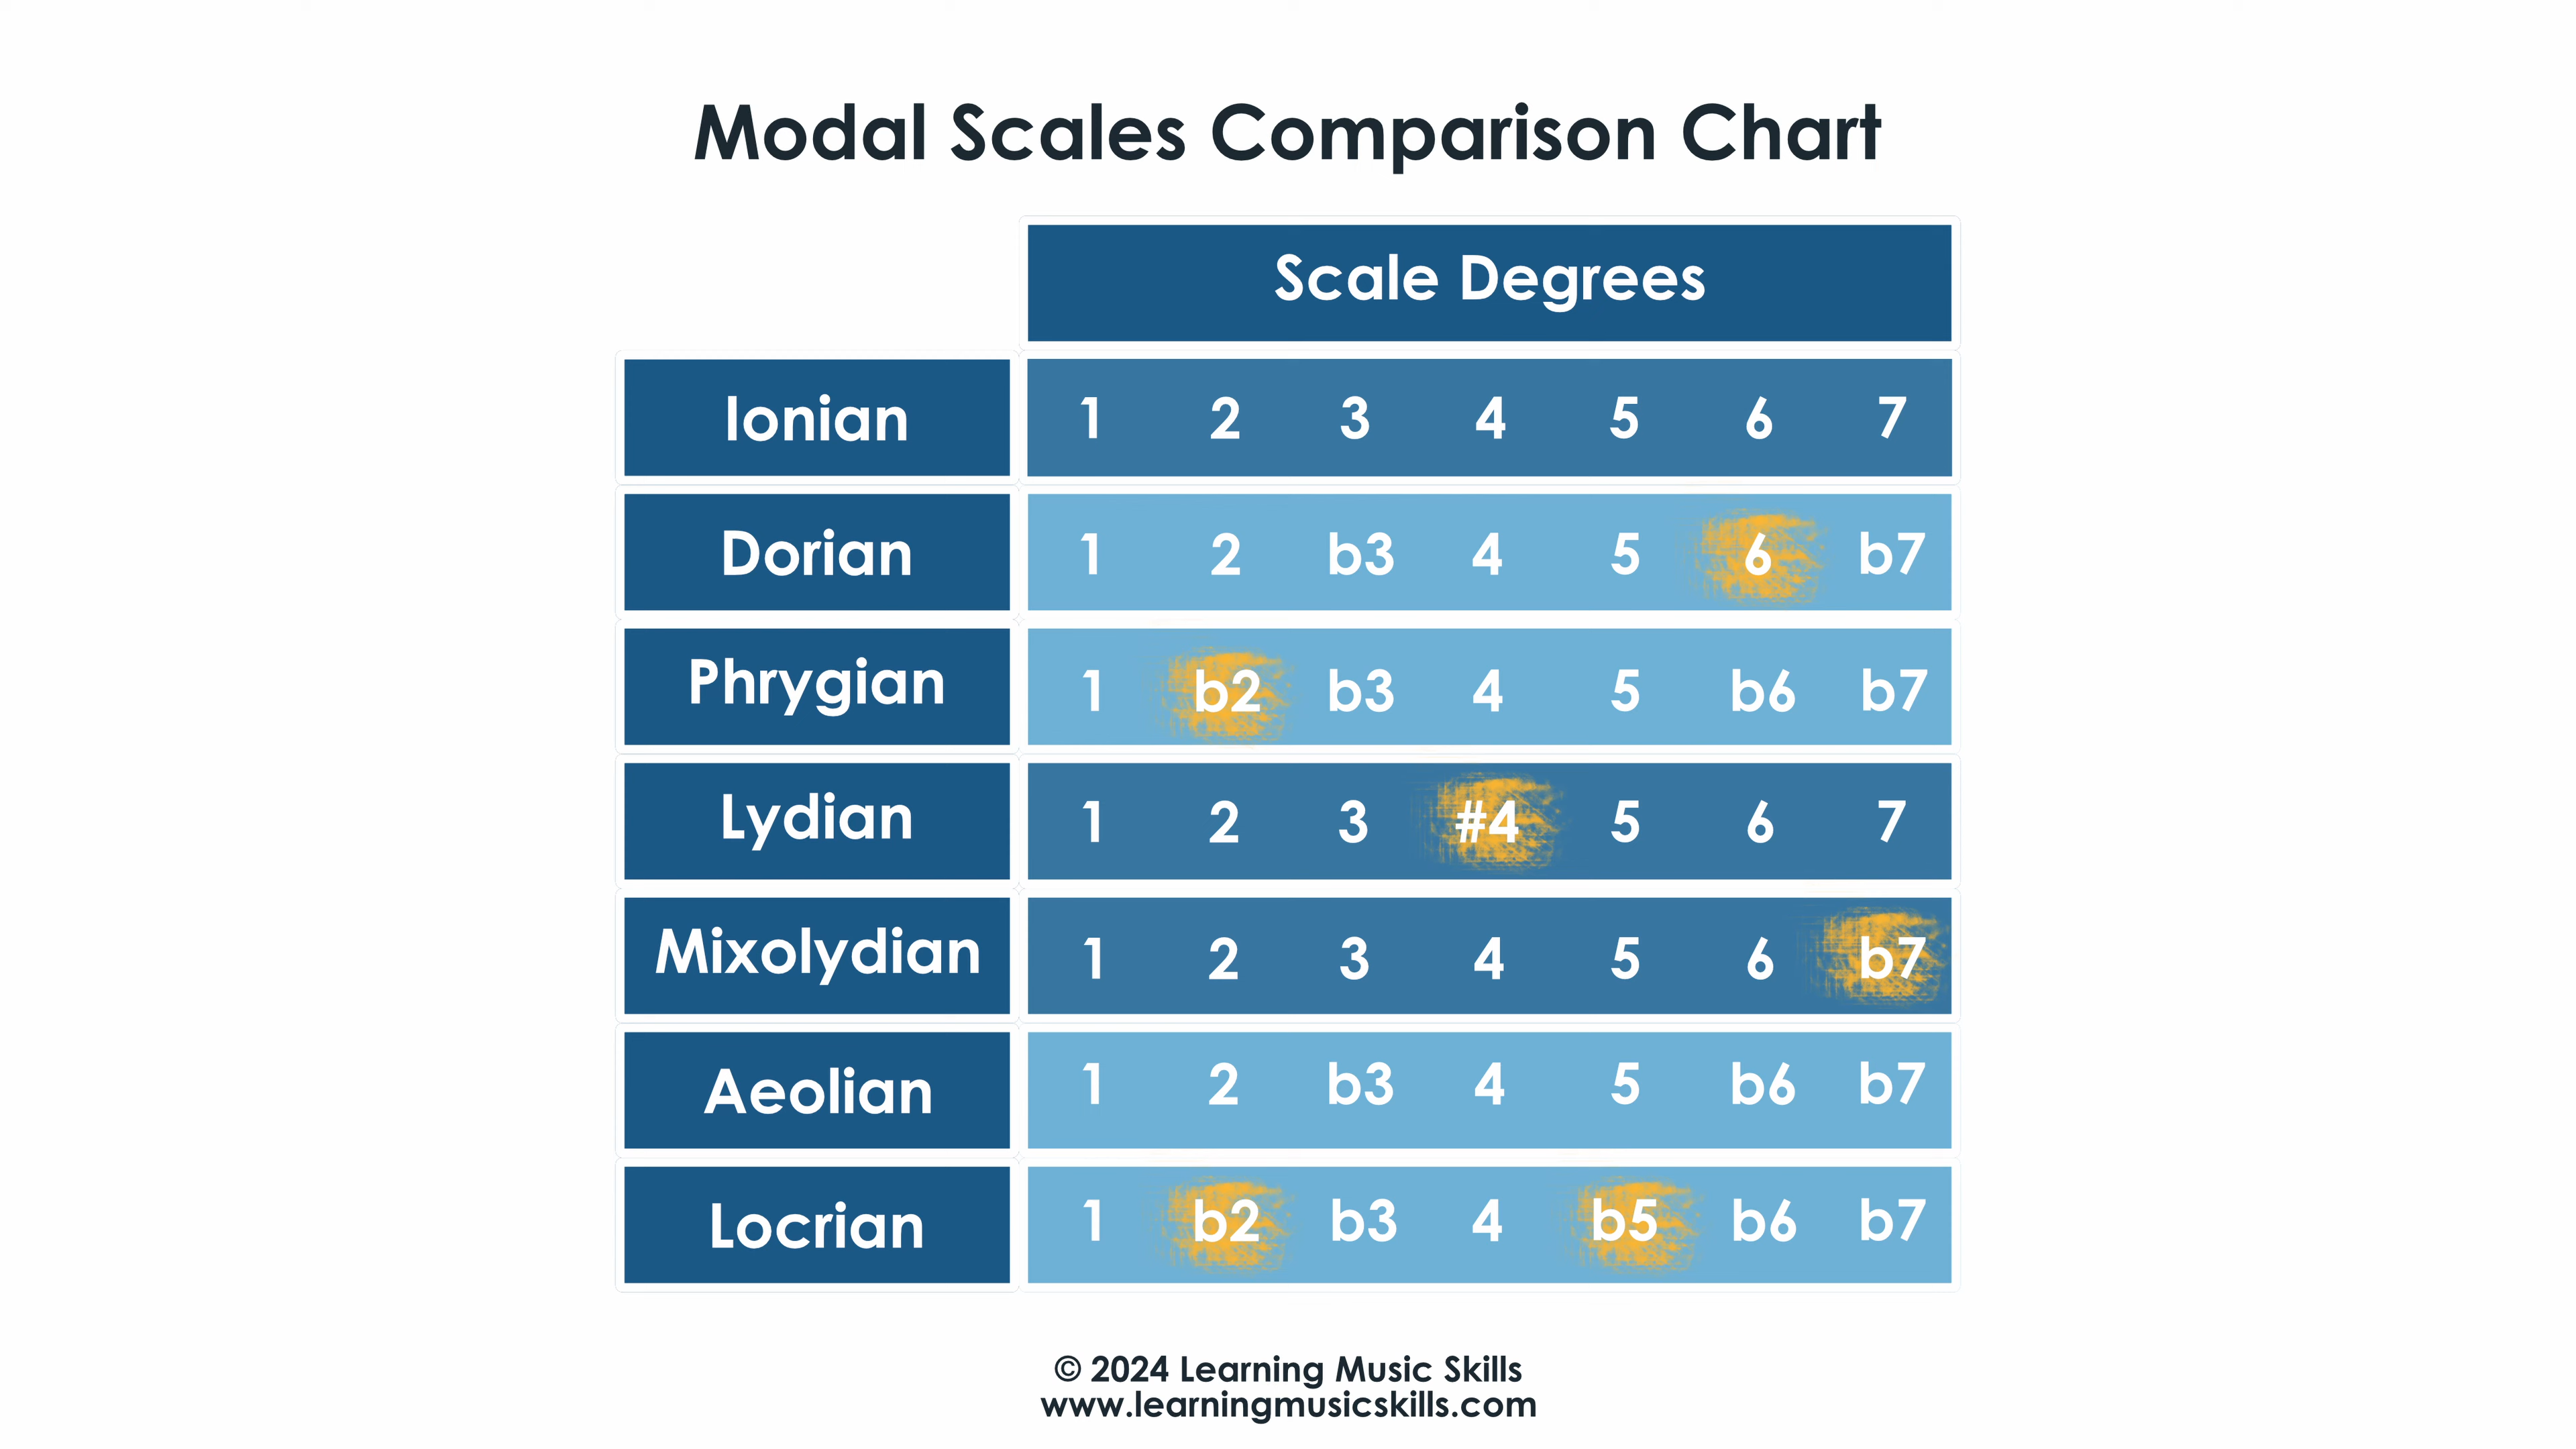 Modal Scales Comparison Chart
Scale Degrees
Ionian 1 2 3 4 5 6 7
Dorian 1 2 b3 4 5 6 b7
Phrygian 1 b2 b3 4 5 b6 b7
Lydian 1 2 3 #4 5 6 7
Mixolydian 1 2 3 4 5 6 b7
Aeolian 1 2 b3 4 5 b6 b7
Locrian 1 b2 b3 4 b5 b6 b7
© 2024 Learning Music Skills
www.learningmusicskills.com